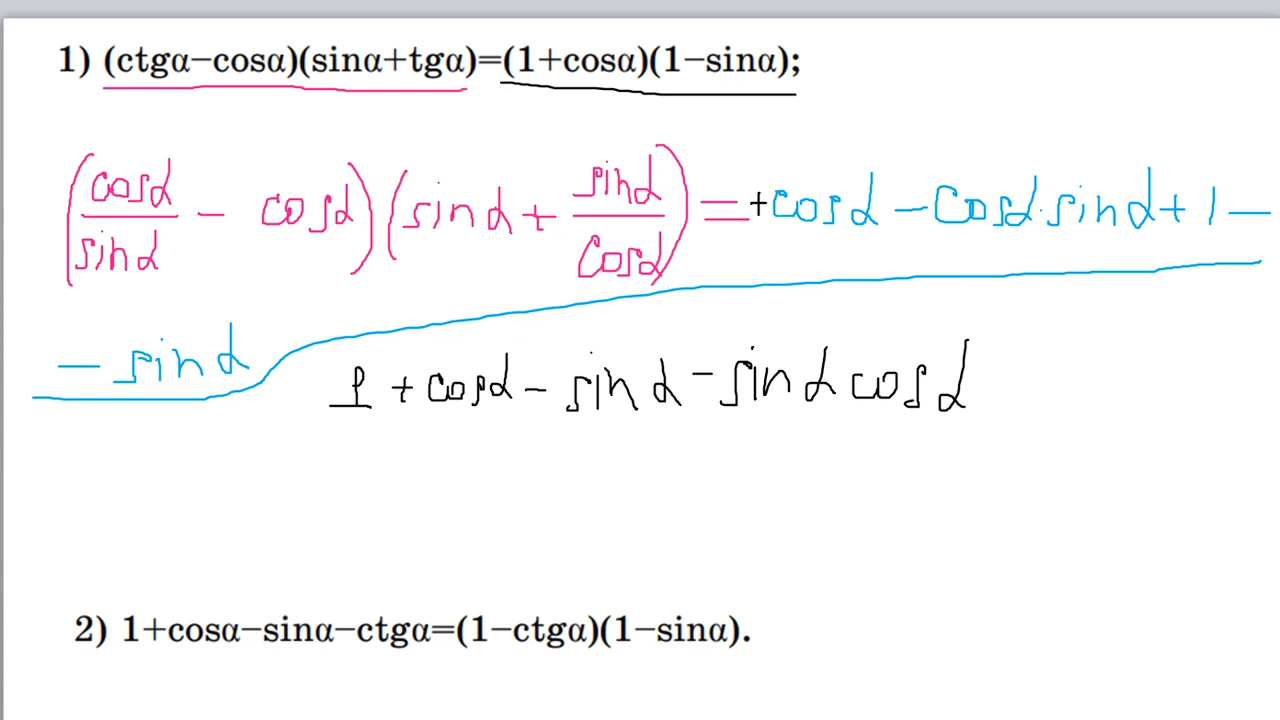 1) (ctgα−cosα)(sinα+tgα)=(1+cosα)(1−sinα);
(cosα/sinα − cosα)(sinα + sinα/cosα) = +cosα − cosα·sinα + 1 −
− sinα
1 + cosα − sinα − sinα cosα
2) 1+cosα−sinα−ctgα=(1−ctgα)(1−sinα).